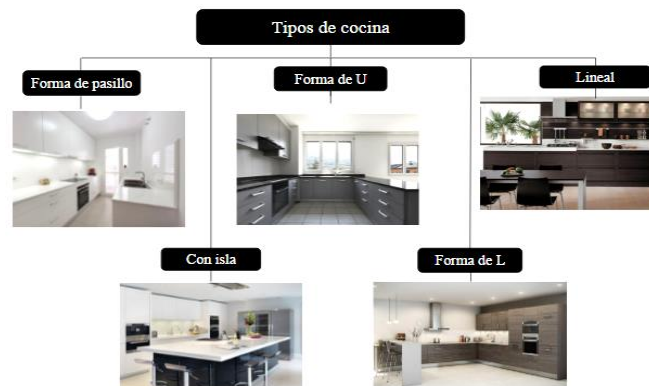 Tipos de cocina
Forma de pasillo
Forma de U
Lineal
Con isla
Forma de L